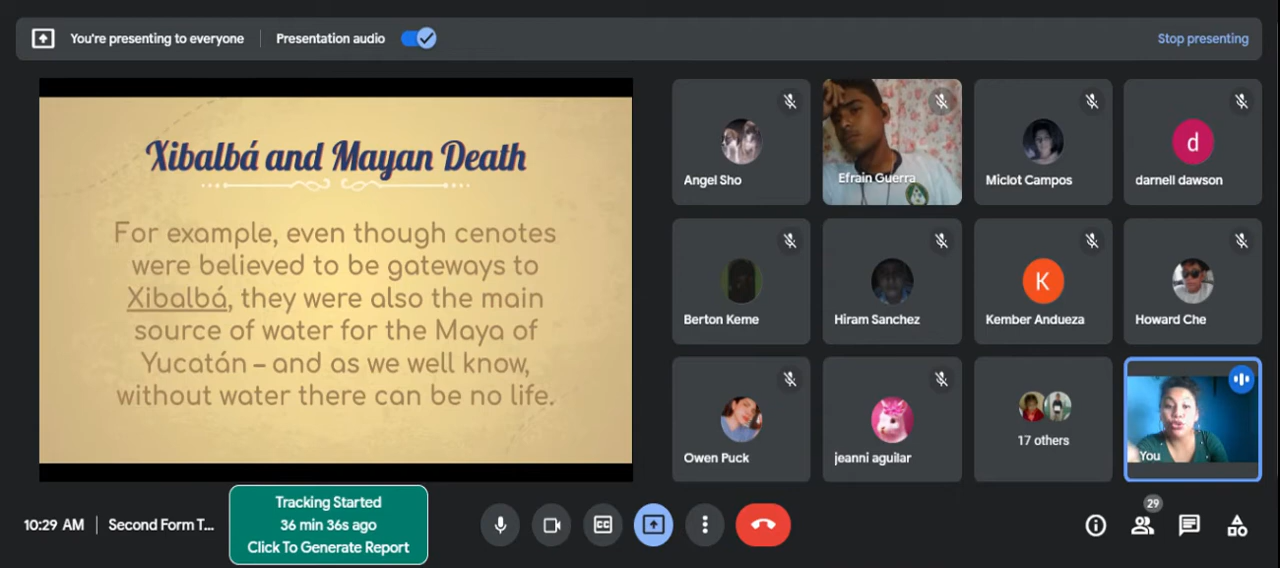 You're presenting to everyone
Presentation audio
Stop presenting
Xibalbá and Mayan Death
For example, even though cenotes
were believed to be gateways to
Xibalbá, they were also the main
source of water for the Maya of
Yucatán – and as we well know,
without water there can be no life.
Angel Sho
Efrain Guerra
Miclot Campos
d
darnell dawson
Berton Keme
Hiram Sanchez
K
Kember Andueza
Howard Che
Owen Puck
jeanni aguilar
17 others
You
10:29 AM
Second Form T...
Tracking Started
36 min 36s ago
Click To Generate Report
CC
29